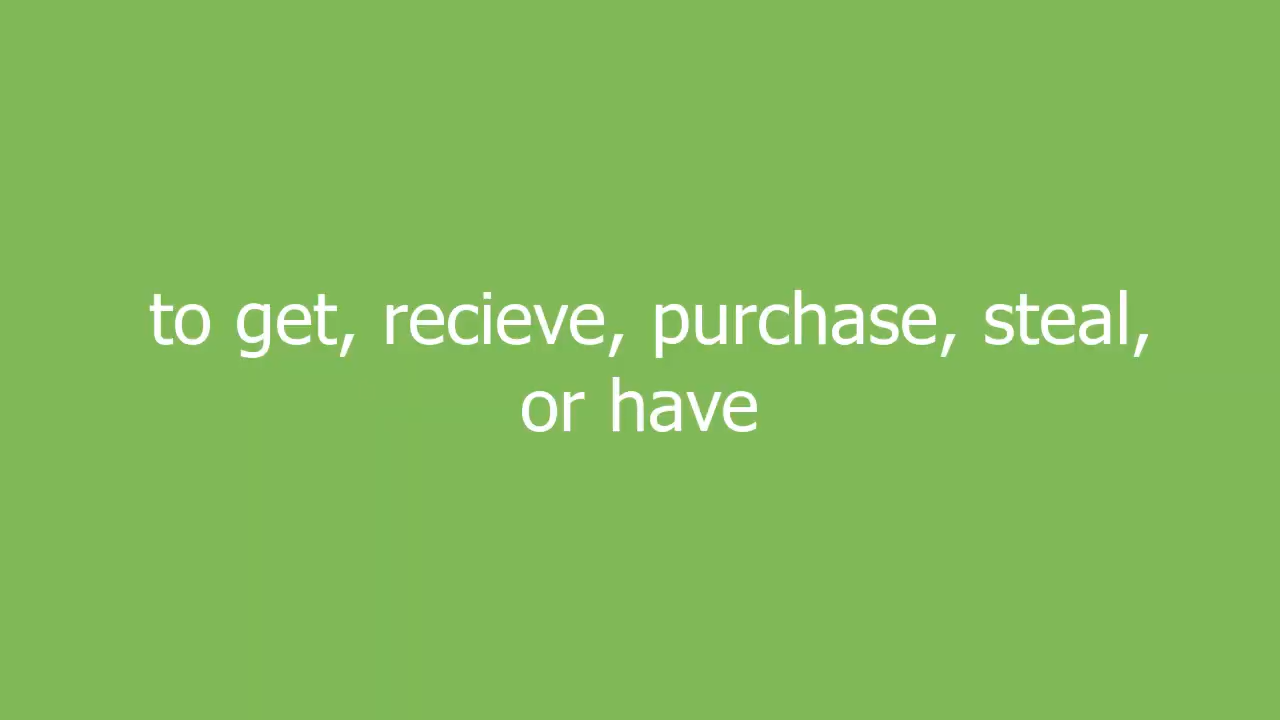 to get, recieve, purchase, steal,
or have